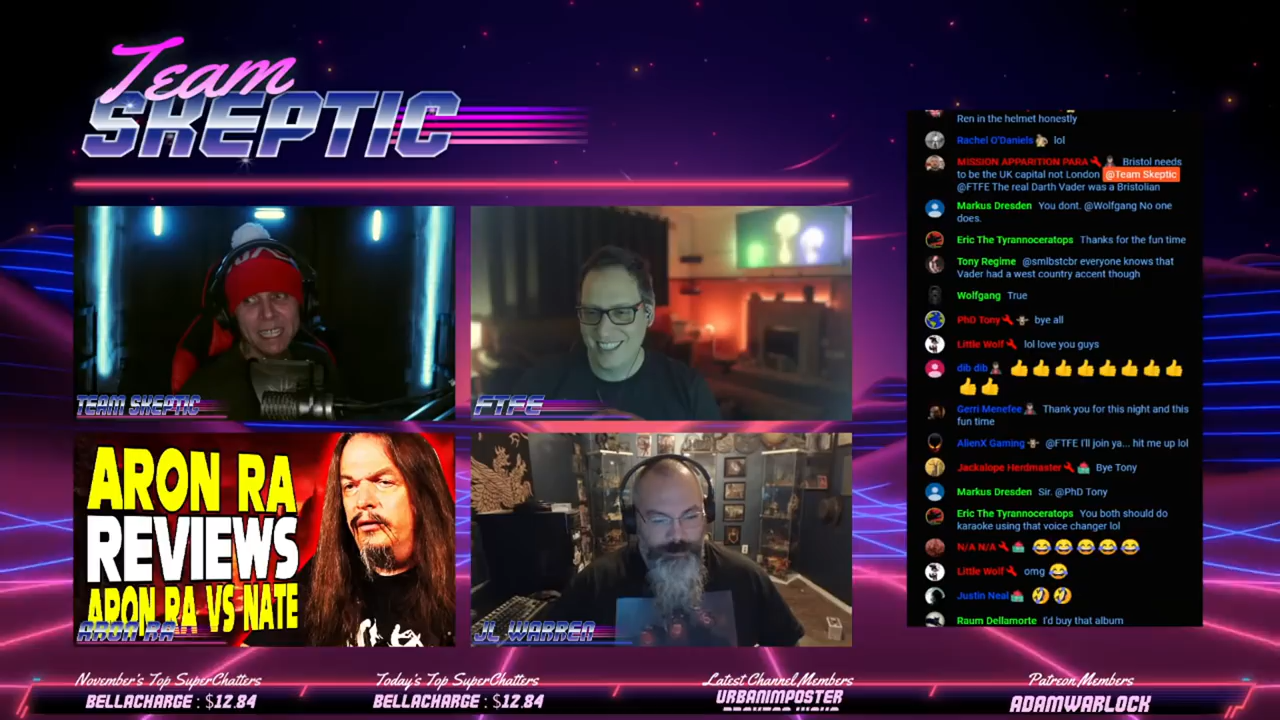 Team
SKEPTIC
Ren in the helmet honestly
Rachel O'Daniels lol
MISSION APPARITION PARA Bristol needs
to be the UK capital not London @Team Skeptic
@FTFE The real Darth Vader was a Bristolian
Markus Dresden You dont. @Wolfgang No one
does.
Eric The Tyrannoceratops Thanks for the fun time
Tony Regime @smlbstcbr everyone knows that
Vader had a west country accent though
Wolfgang True
PhD Tony bye all
Little Wolf lol love you guys
dib dib
Gerri Menefee Thank you for this night and this
fun time
AlienX Gaming @FTFE I'll join ya... hit me up lol
Jackalope Herdmaster Bye Tony
Markus Dresden Sir. @PhD Tony
Eric The Tyrannoceratops You both should do
karaoke using that voice changer lol
N/A N/A
Little Wolf omg
Justin Neal
Raum Dellamorte I'd buy that album
TEAM SKEPTIC
FTFE
ARON RA
REVIEWS
ARON RA VS NATE
ARON RA
JL WARREN
November's Top SuperChatters
BELLACHARGE : $12.84
Today's Top SuperChatters
BELLACHARGE : $12.84
Latest Channel Members
URBANIMPOSTER
Patreon Members
ADAMWARLOCK